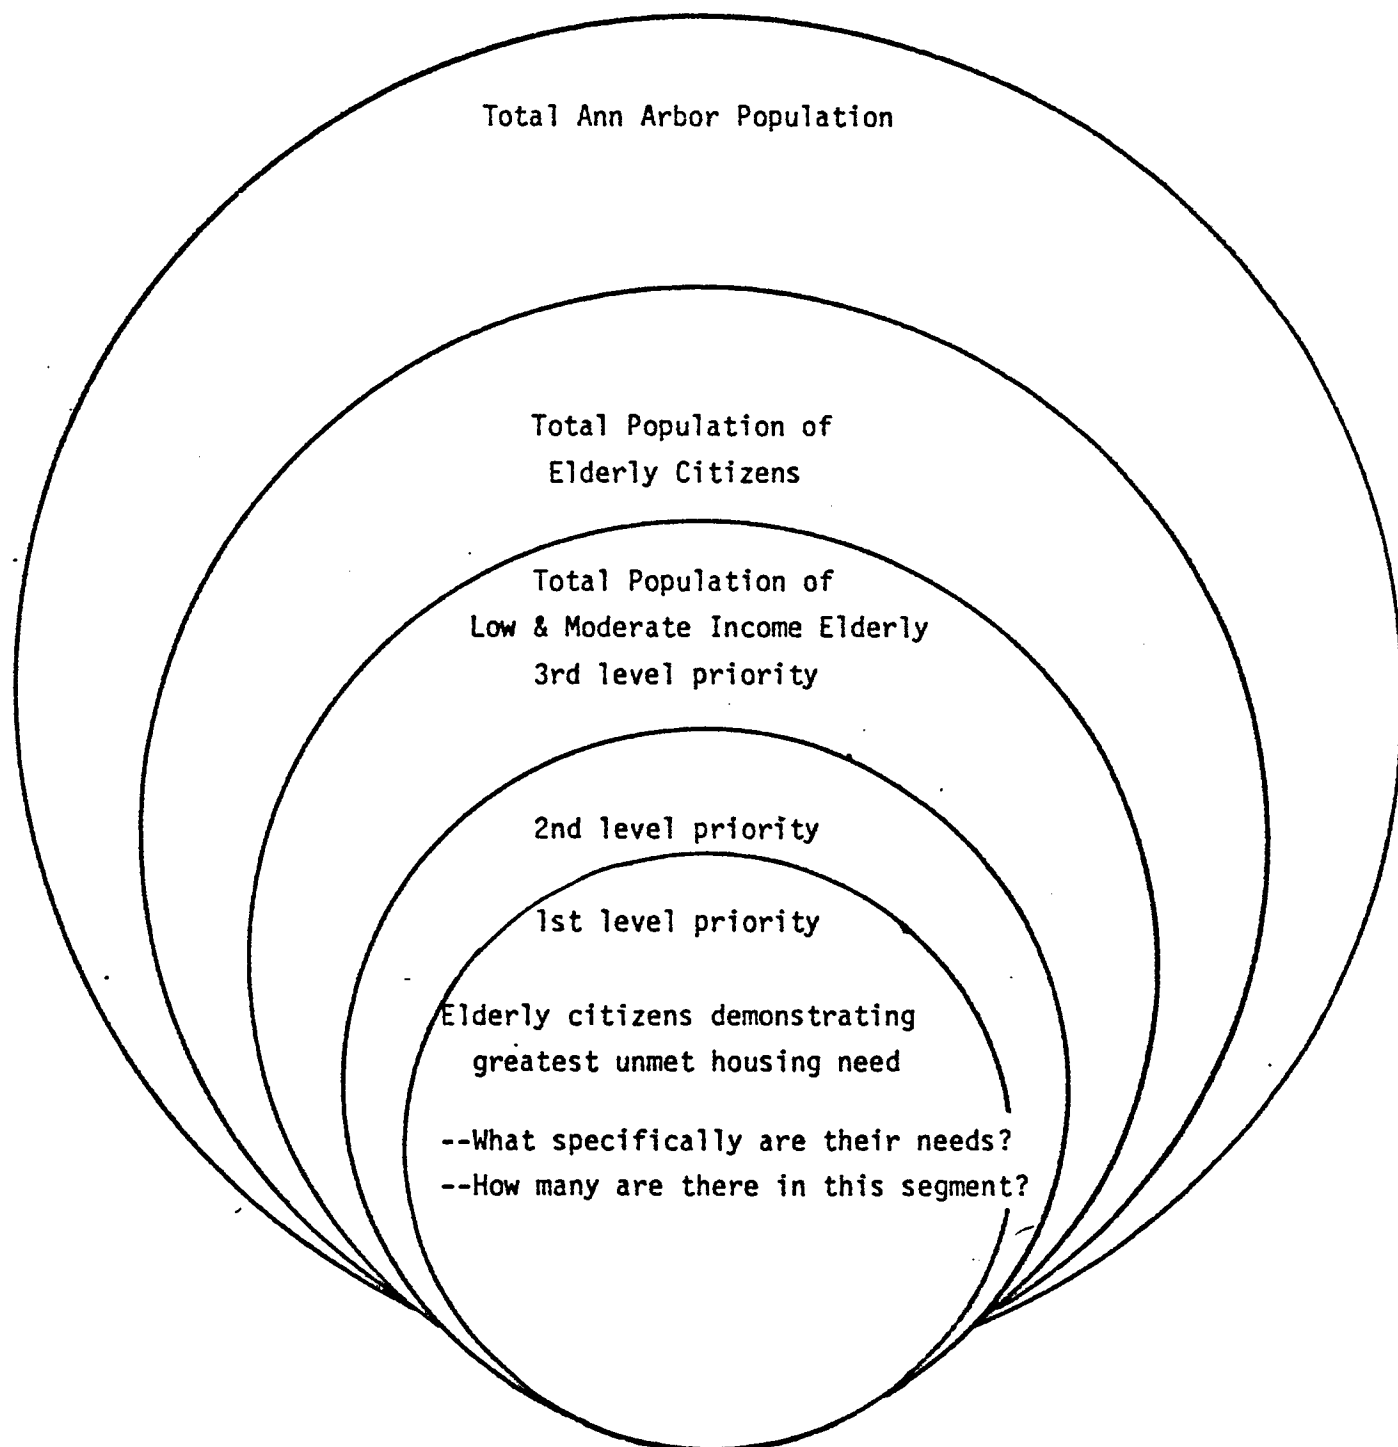 Total Ann Arbor Population
Total Population of
Elderly Citizens
Total Population of
Low & Moderate Income Elderly
3rd level priority
2nd level priority
1st level priority
Elderly citizens demonstrating
greatest unmet housing need
--What specifically are their needs?
--How many are there in this segment?